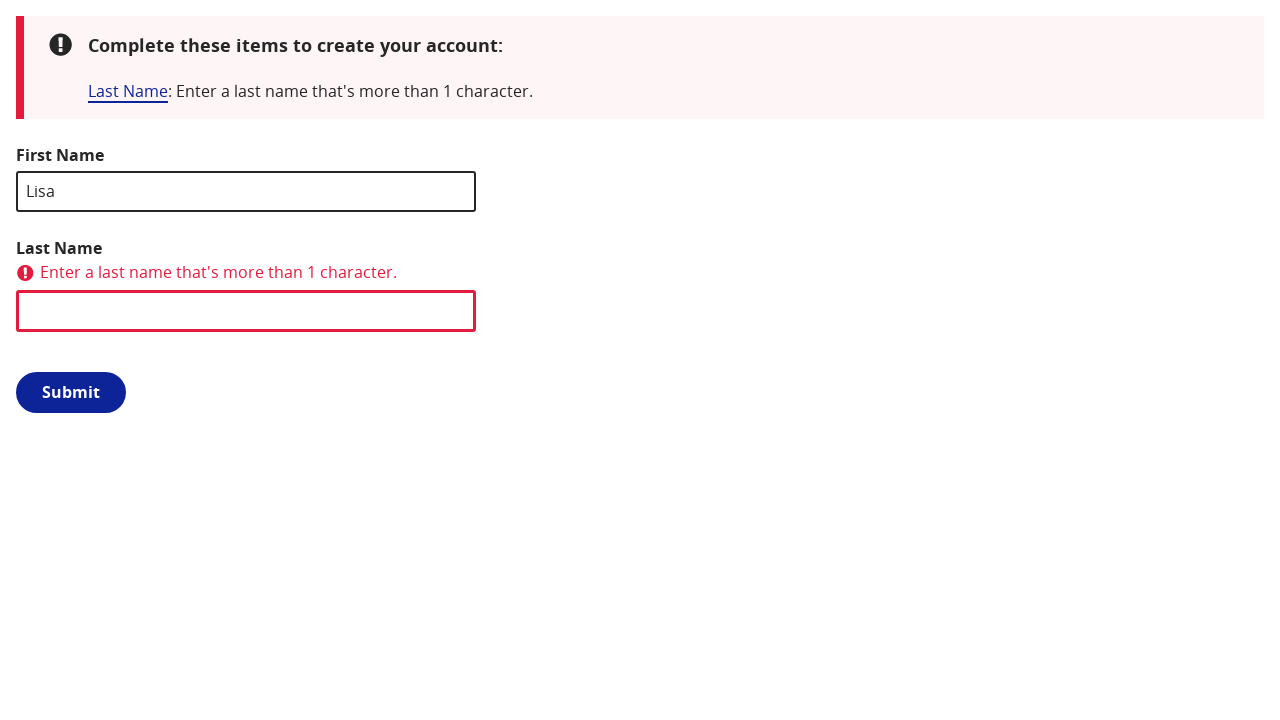 Complete these items to create your account:
Last Name: Enter a last name that's more than 1 character.
First Name
Lisa
Last Name
Enter a last name that's more than 1 character.
Submit